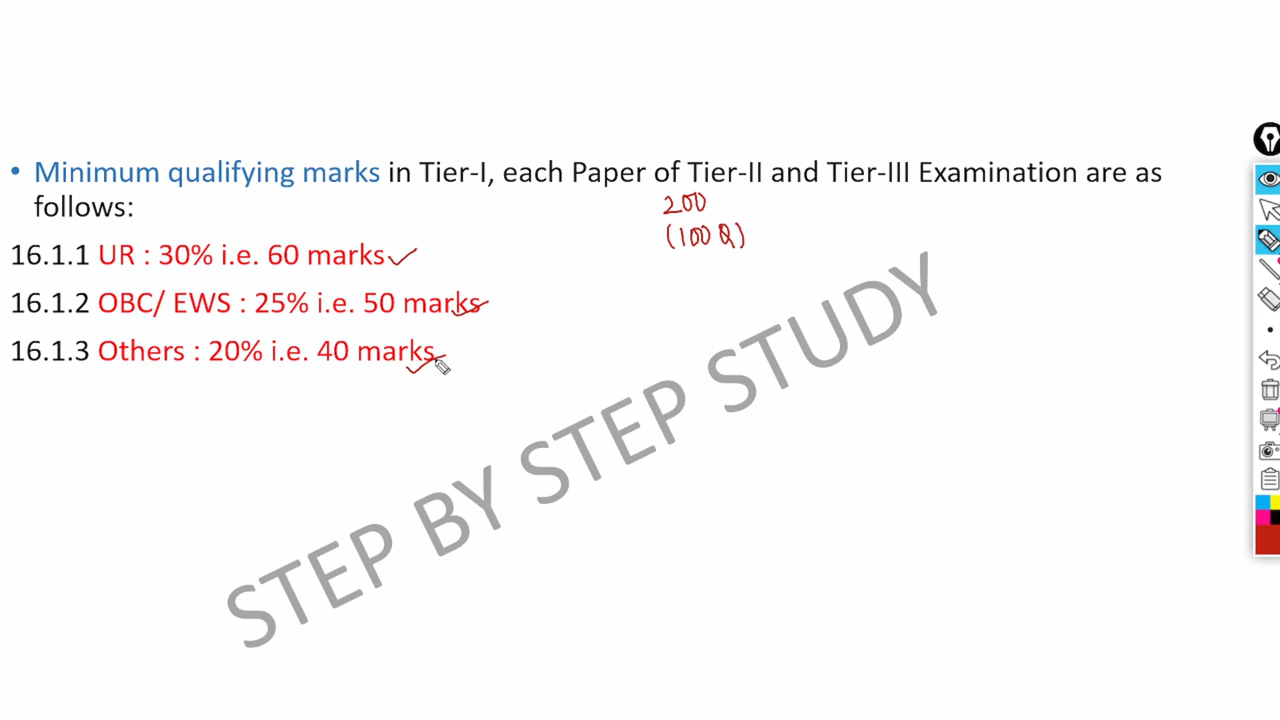 • Minimum qualifying marks in Tier-I, each Paper of Tier-II and Tier-III Examination are as
follows:
200
(100 Q)
16.1.1 UR : 30% i.e. 60 marks
16.1.2 OBC/ EWS : 25% i.e. 50 marks
16.1.3 Others : 20% i.e. 40 marks
STEP BY STEP STUDY